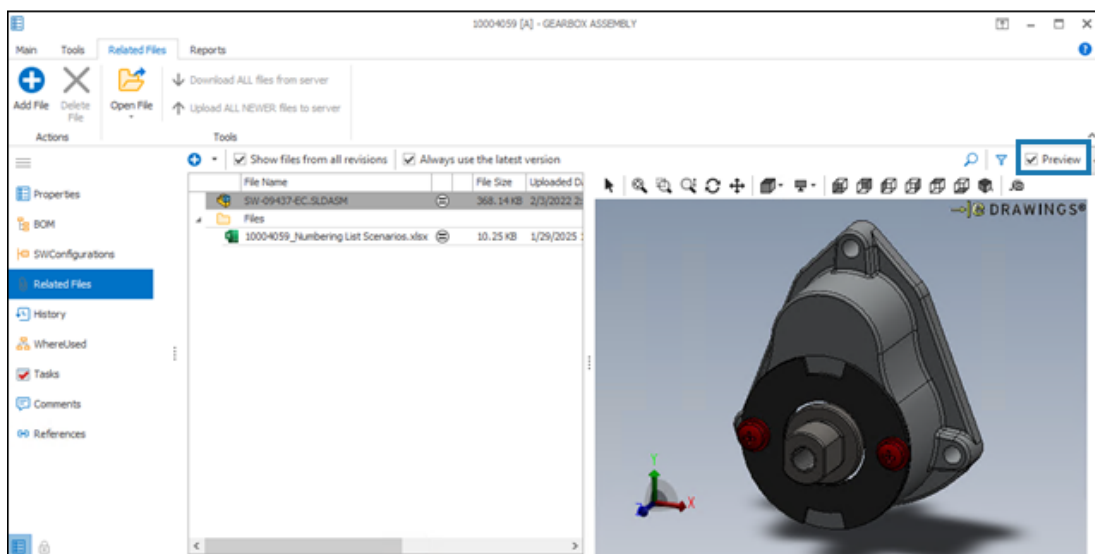 10004059 [A] - GEARBOX ASSEMBLY
Main Tools Related Files Reports
Add File Delete File Open File
Download ALL files from server
Upload ALL NEWER files to server
Actions Tools
Show files from all revisions Always use the latest version Preview
File Name File Size Uploaded D
SW-09437-EC.SLDASM 368.14 KB 2/3/2022 2:
Files
10004059_Numbering List Scenarios.xlsx 10.25 KB 1/29/2025
DRAWINGS®
Properties
BOM
SWConfigurations
Related Files
History
WhereUsed
Tasks
Comments
References
Y
X